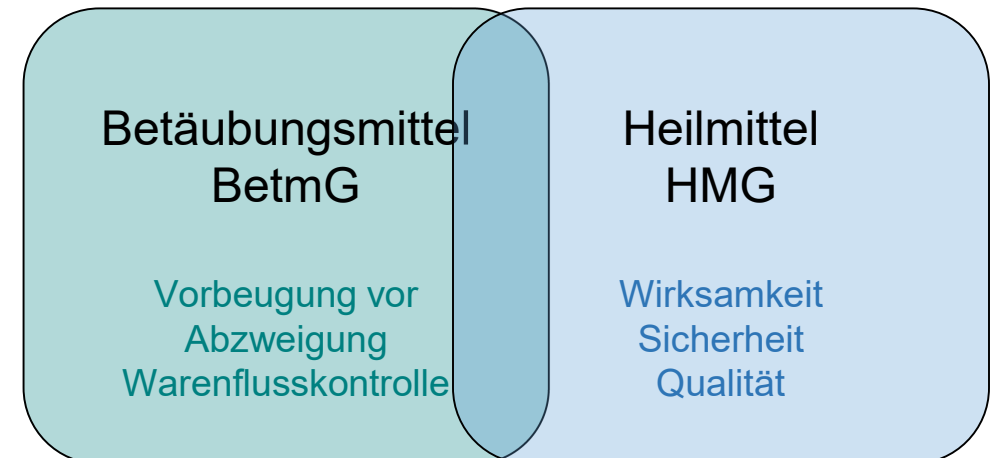 Betäubungsmittel
BetmG
Vorbeugung vor
Abzweigung
Warenflusskontrolle
Heilmittel
HMG
Wirksamkeit
Sicherheit
Qualität